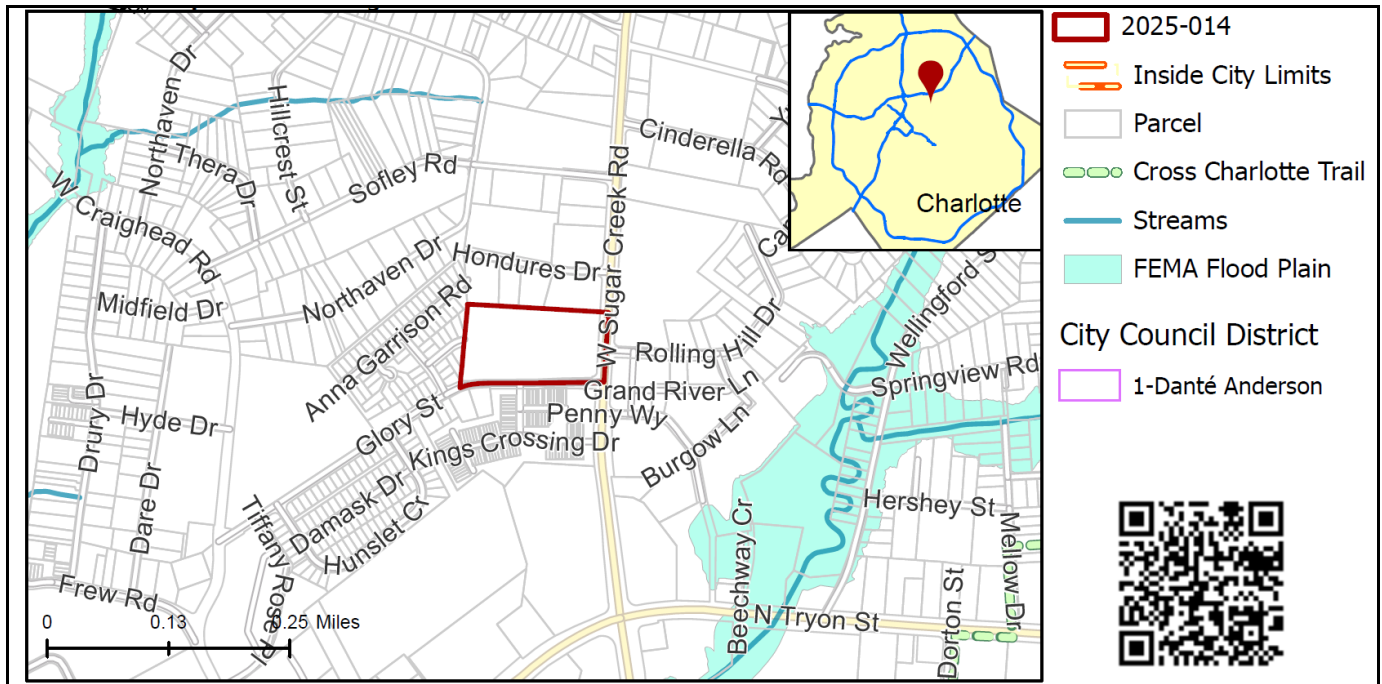 Northaven Dr
Hillcrest St
Thera Dr
Sofley Rd
W Craighead Rd
Midfield Dr
Northaven Dr
Hondures Dr
Cinderella Rd
W Sugar Creek Rd
Anna Garrison Rd
Rolling Hill Dr
Grand River Ln
Penny Wy
Burgow Ln
Glory St
Kings Crossing Dr
Drury Dr
Hyde Dr
Dare Dr
Damask Dr
Hunslet Cr
Tiffany Rose Pl
Frew Rd
Wellingford S
Springview Rd
Hershey St
Mellow Dr
Beechway Cr
N Tryon St
Dorton St
0 0.13 0.25 Miles
Charlotte
2025-014
Inside City Limits
Parcel
Cross Charlotte Trail
Streams
FEMA Flood Plain
City Council District
1-Danté Anderson